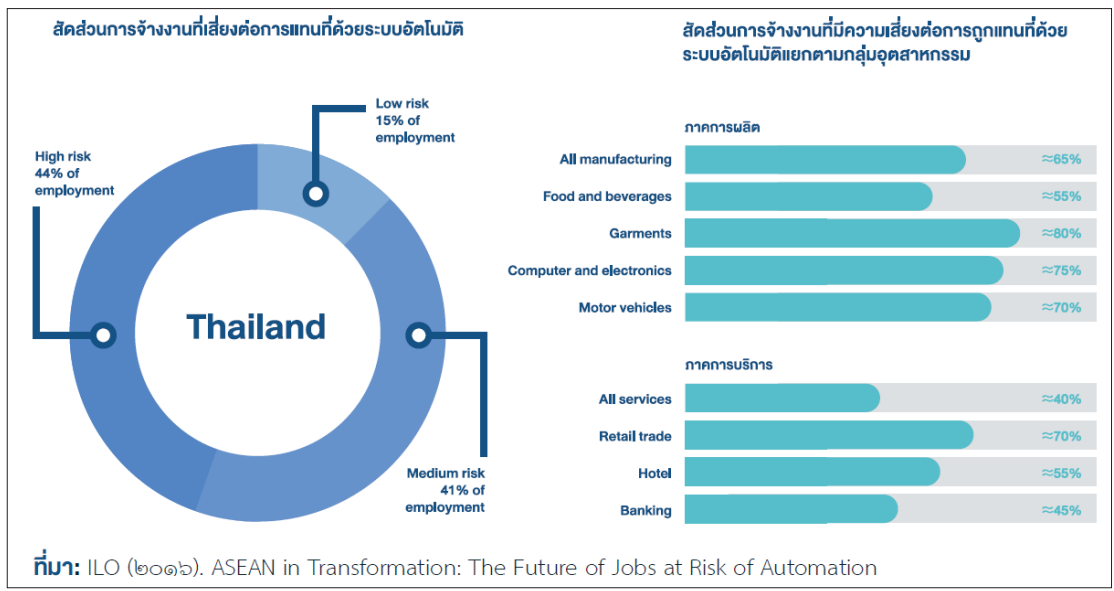 สัดส่วนการจ้างงานที่เสี่ยงต่อการแทนที่ด้วยระบบอัตโนมัติ
Low risk
15% of
employment
High risk
44% of
employment
Thailand
Medium risk
41% of
employment
สัดส่วนการจ้างงานที่มีความเสี่ยงต่อการถูกแทนที่ด้วย
ระบบอัตโนมัติแยกตามกลุ่มอุตสาหกรรม
ภาคการผลิต
All manufacturing ≈65%
Food and beverages ≈55%
Garments ≈80%
Computer and electronics ≈75%
Motor vehicles ≈70%
ภาคการบริการ
All services ≈40%
Retail trade ≈70%
Hotel ≈55%
Banking ≈45%
ที่มา: ILO (๒๐๑๖). ASEAN in Transformation: The Future of Jobs at Risk of Automation